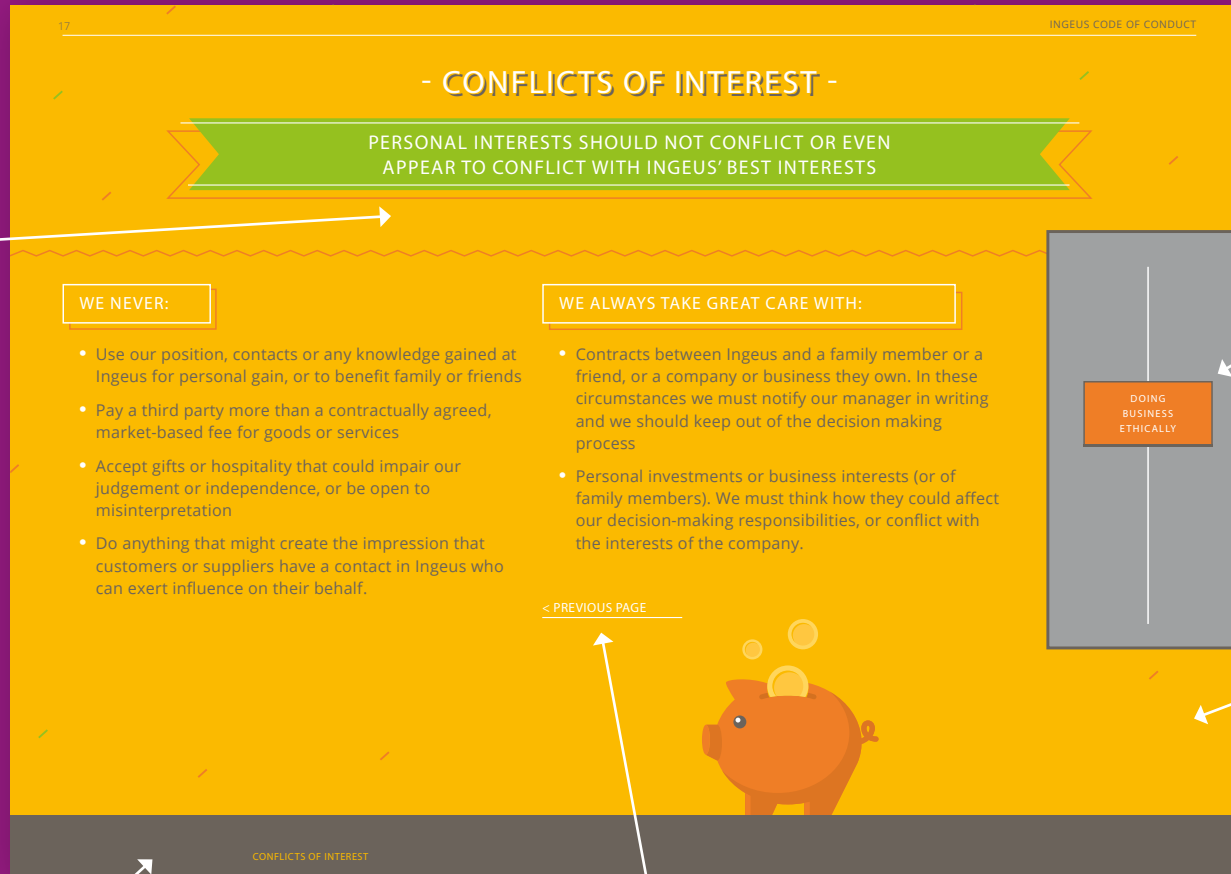 17
INGEUS CODE OF CONDUCT
- CONFLICTS OF INTEREST -
PERSONAL INTERESTS SHOULD NOT CONFLICT OR EVEN
APPEAR TO CONFLICT WITH INGEUS’ BEST INTERESTS
WE NEVER:
• Use our position, contacts or any knowledge gained at
Ingeus for personal gain, or to benefit family or friends
• Pay a third party more than a contractually agreed,
market-based fee for goods or services
• Accept gifts or hospitality that could impair our
judgement or independence, or be open to
misinterpretation
• Do anything that might create the impression that
customers or suppliers have a contact in Ingeus who
can exert influence on their behalf.
WE ALWAYS TAKE GREAT CARE WITH:
• Contracts between Ingeus and a family member or a
friend, or a company or business they own. In these
circumstances we must notify our manager in writing
and we should keep out of the decision making
process
• Personal investments or business interests (or of
family members). We must think how they could affect
our decision-making responsibilities, or conflict with
the interests of the company.
< PREVIOUS PAGE
DOING
BUSINESS
ETHICALLY
CONFLICTS OF INTEREST